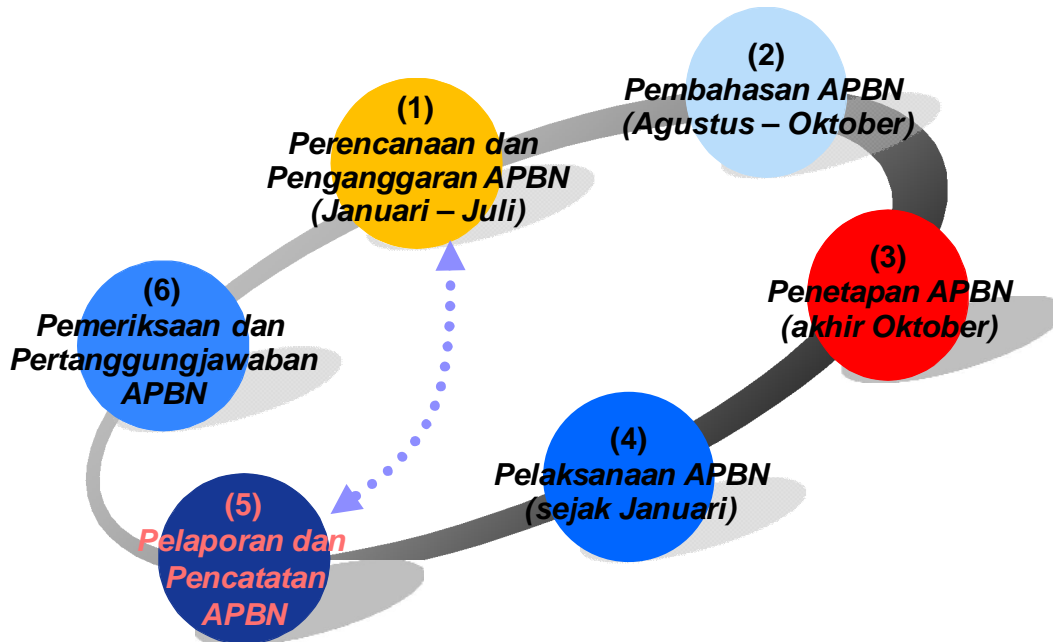 (1)
Perencanaan dan
Penganggaran APBN
(Januari – Juli)
(2)
Pembahasan APBN
(Agustus – Oktober)
(3)
Penetapan APBN
(akhir Oktober)
(4)
Pelaksanaan APBN
(sejak Januari)
(5)
Pelaporan dan
Pencatatan
APBN
(6)
Pemeriksaan dan
Pertanggungjawaban
APBN